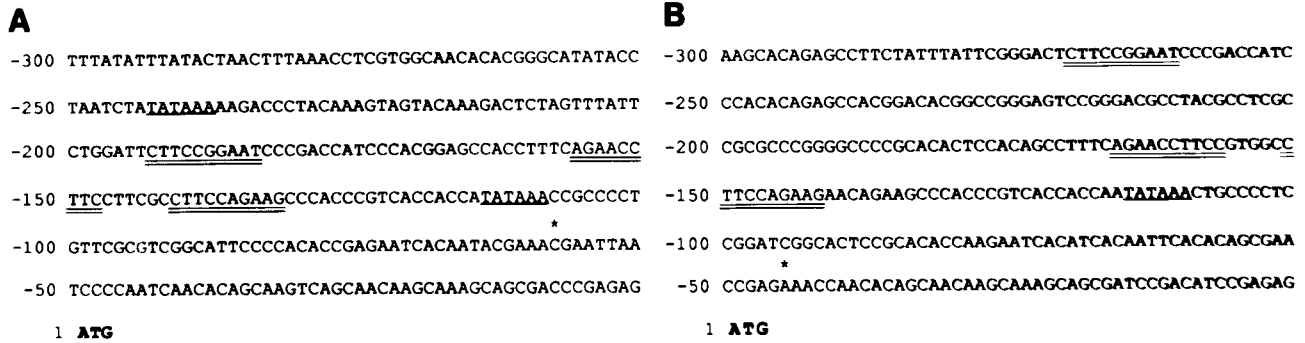 A
-300 TTTATATTTATACTAACTTTAAACCTCGTGGCAACACACGGGCATATACC
-250 TAATCTATATAAAAAGACCCTACAAAGTAGTACAAAGACTCTAGTTTATT
-200 CTGGATTCTTCCGGAATCCCGACCATCCCACGGAGCCACCTTTCAGAACC
-150 TTCCTTCGCCTTCCAGAAGCCCACCCGTCACCACCATATAAACCGCCCCT
*
-100 GTTCGCGTCGGCATTCCCCACACCGAGAATCACAATACGAAACGAATTAA
-50 TCCCCAATCAACACAGCAAGTCAGCAACAAGCAAAGCAGCGACCCGAGAG
1 ATG
B
-300 AAGCACAGAGCCTTCTATTTATTCGGGACTCTTCCGGAATCCCGACCATC
-250 CCACACAGAGCCACGGACACGGCCGGGAGTCCGGGACGCCTACGCCTCGC
-200 CGCGCCCGGGGCCCCGCACACTCCACAGCCTTTCAGAACCTTCCGTGGCC
-150 TTCCAGAAGAACAGAAGCCCACCCGTCACCACCAATATAAACTGCCCCTC
-100 CGGATCGGCACTCCGCACACCAAGAATCACATCACAATTCACACAGCGAA
*
-50 CCGAGAAACCAACACAGCAACAAGCAAAGCAGCGATCCGACATCCGAGAG
1 ATG